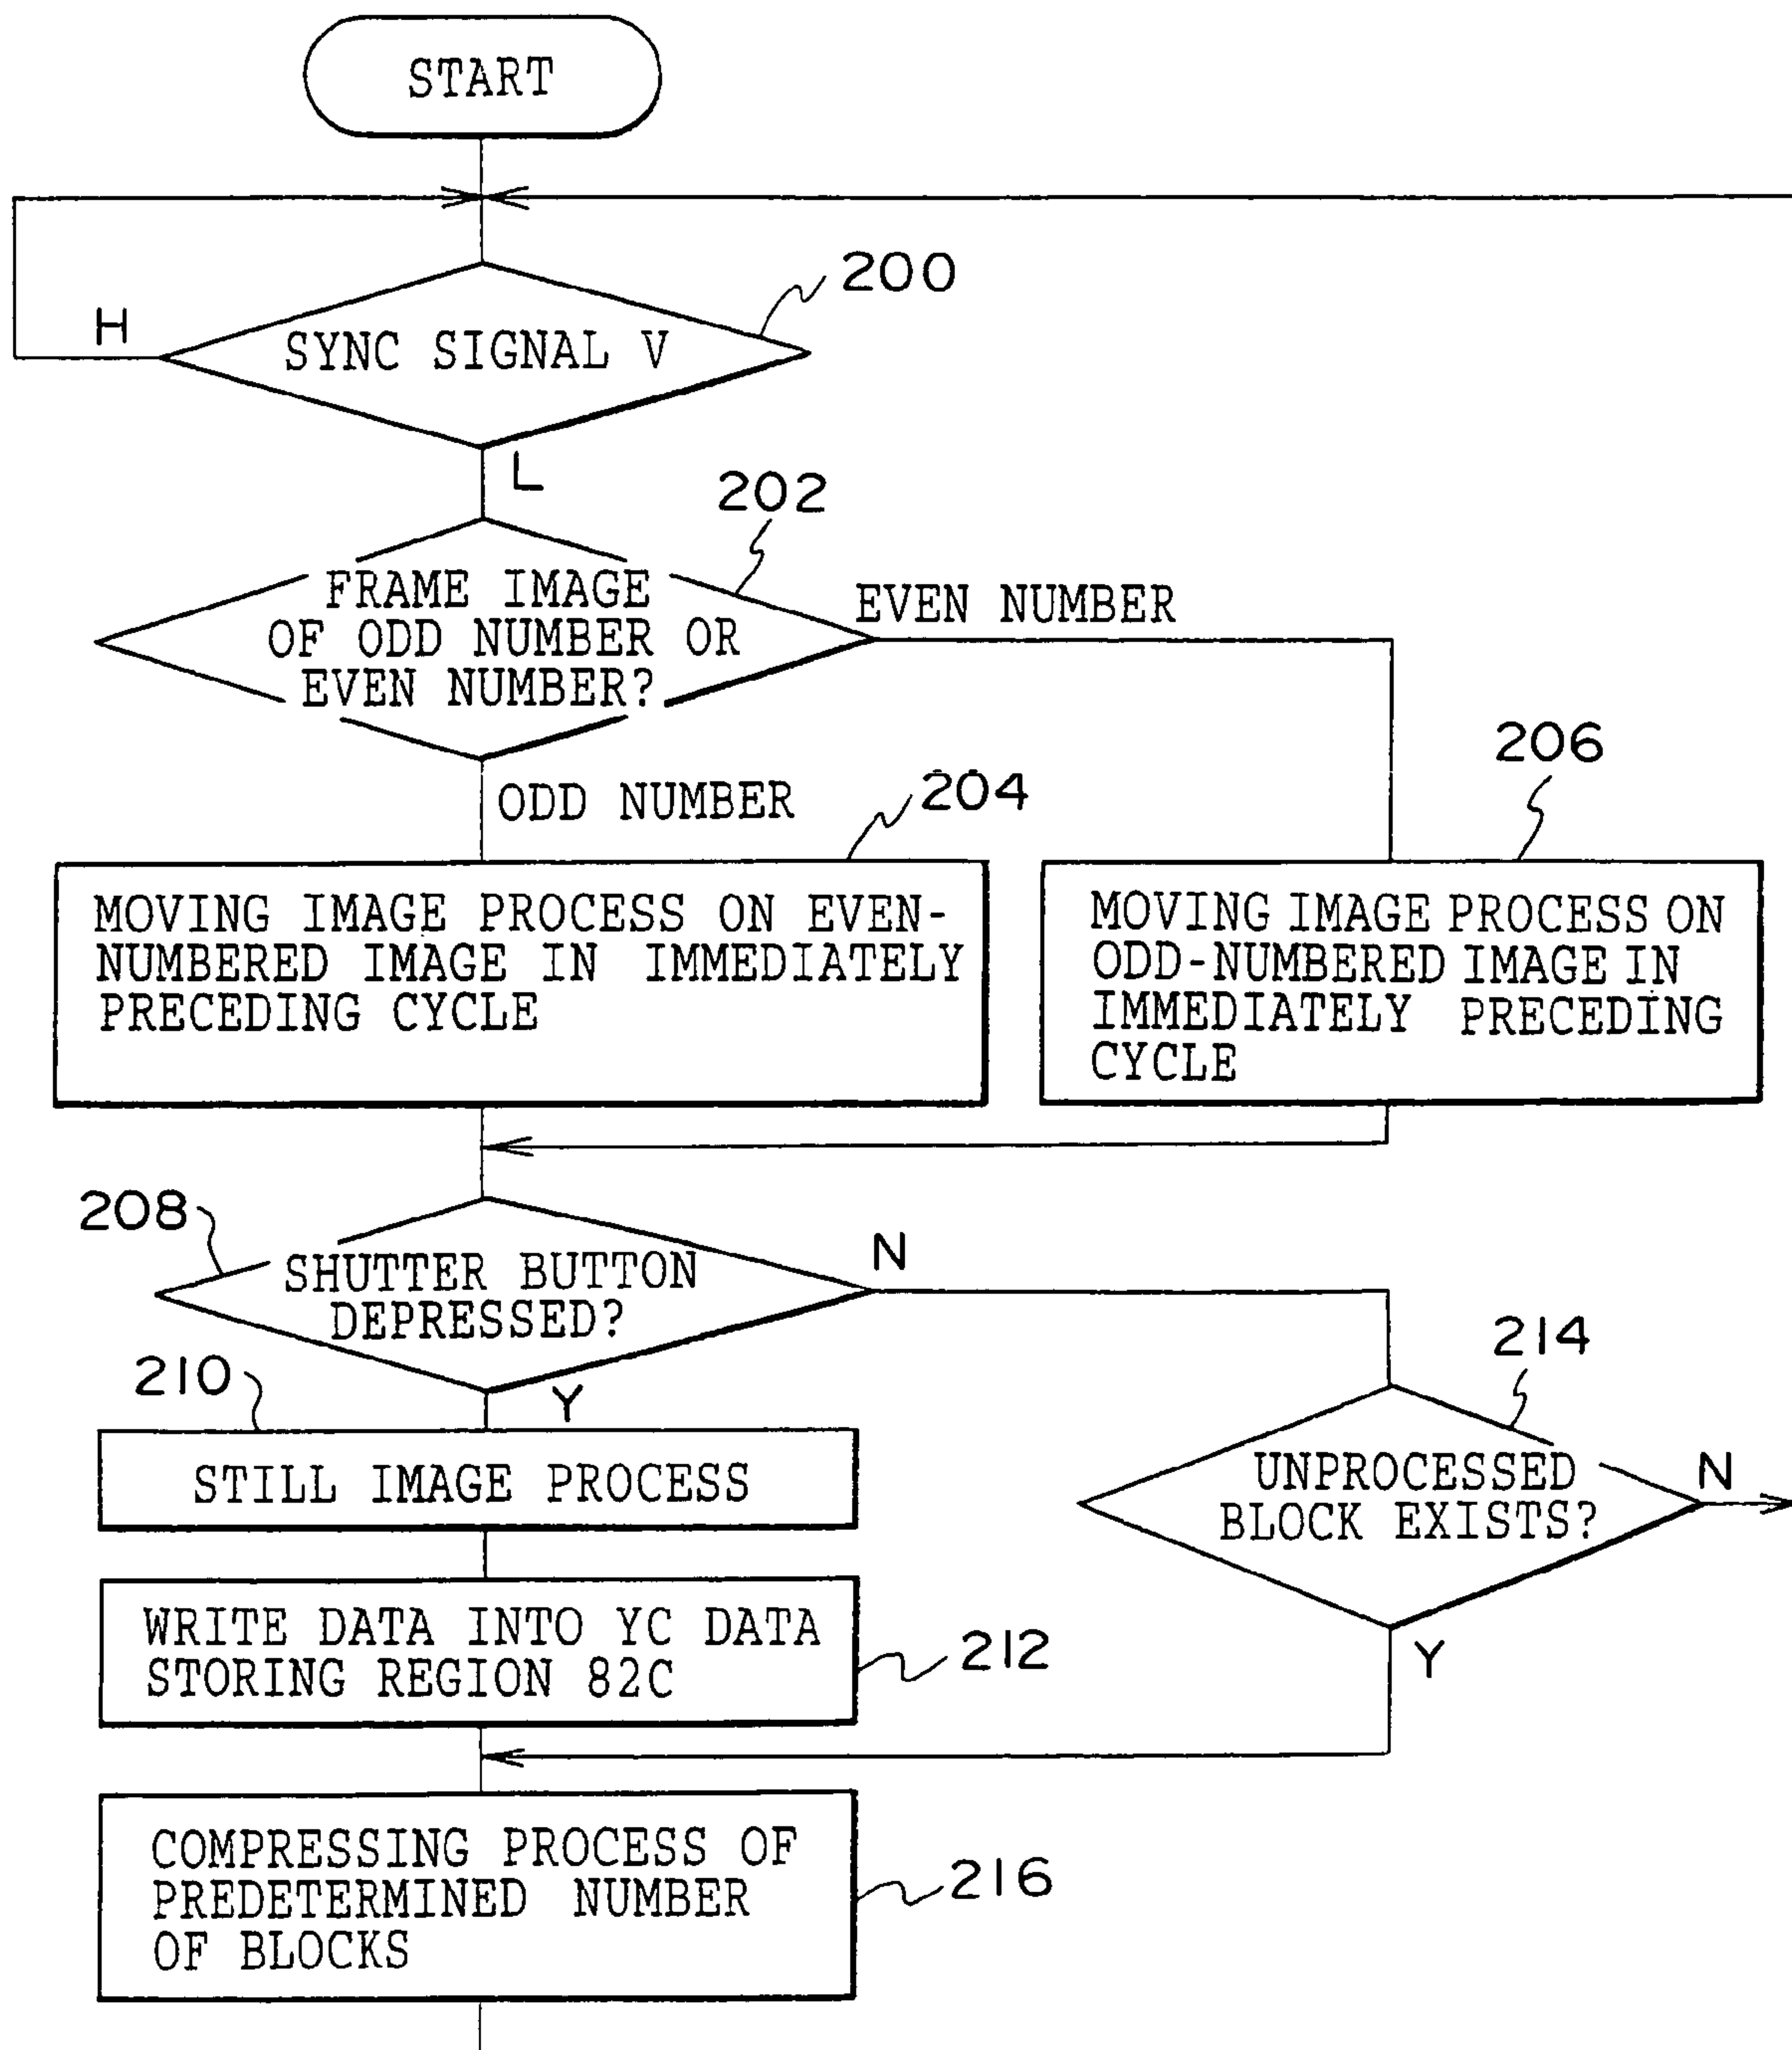 START
200
H
SYNC SIGNAL V
L
202
FRAME IMAGE
OF ODD NUMBER OR
EVEN NUMBER?
EVEN NUMBER
206
ODD NUMBER
204
MOVING IMAGE PROCESS ON EVEN-
NUMBERED IMAGE IN IMMEDIATELY
PRECEDING CYCLE
MOVING IMAGE PROCESS ON
ODD-NUMBERED IMAGE IN
IMMEDIATELY PRECEDING
CYCLE
208
SHUTTER BUTTON
DEPRESSED?
N
214
210
Y
STILL IMAGE PROCESS
UNPROCESSED
BLOCK EXISTS?
N
WRITE DATA INTO YC DATA
STORING REGION 82C
212
Y
COMPRESSING PROCESS OF
PREDETERMINED NUMBER
OF BLOCKS
216